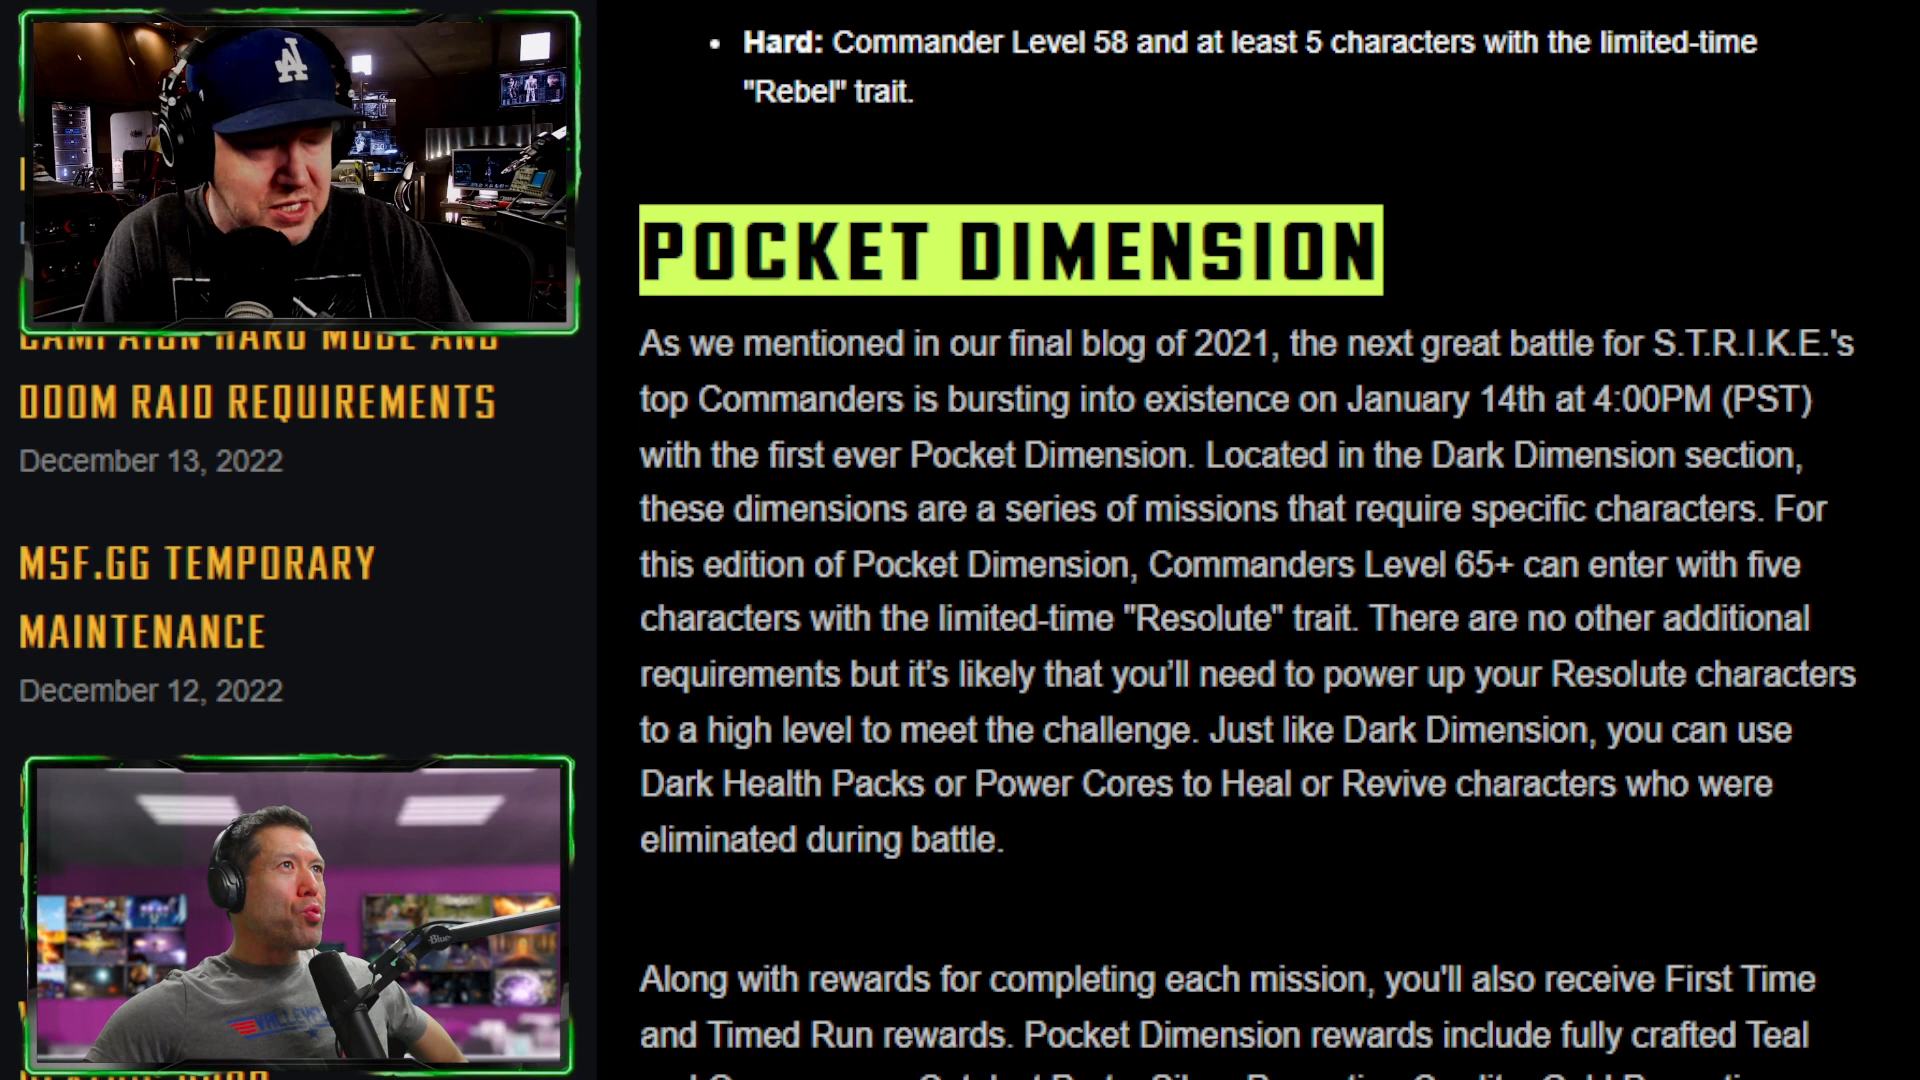 Hard: Commander Level 58 and at least 5 characters with the limited-time
"Rebel" trait.
POCKET DIMENSION
As we mentioned in our final blog of 2021, the next great battle for S.T.R.I.K.E.'s
top Commanders is bursting into existence on January 14th at 4:00PM (PST)
with the first ever Pocket Dimension. Located in the Dark Dimension section,
these dimensions are a series of missions that require specific characters. For
this edition of Pocket Dimension, Commanders Level 65+ can enter with five
characters with the limited-time "Resolute" trait. There are no other additional
requirements but it's likely that you’ll need to power up your Resolute characters
to a high level to meet the challenge. Just like Dark Dimension, you can use
Dark Health Packs or Power Cores to Heal or Revive characters who were
eliminated during battle.
Along with rewards for completing each mission, you'll also receive First Time
and Timed Run rewards. Pocket Dimension rewards include fully crafted Teal
CAMPAIGN HARD MODE AND
DOOM RAID REQUIREMENTS
December 13, 2022
MSF.GG TEMPORARY
MAINTENANCE
December 12, 2022
LA
Blue